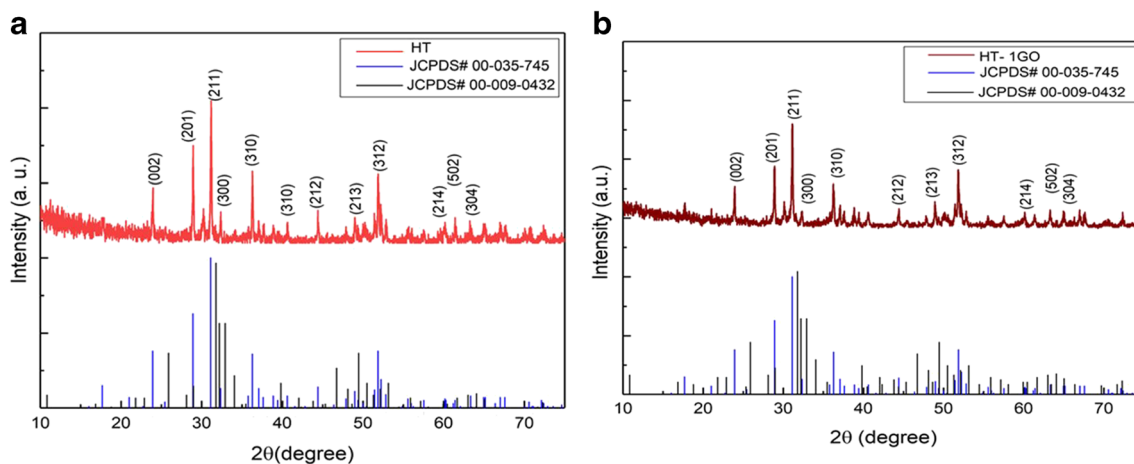 a
HT
JCPDS# 00-035-745
JCPDS# 00-009-0432
(002)
(201)
(211)
(300)
(310)
(310)
(212)
(213)
(312)
(214)
(502)
(304)
Intensity (a. u.)
10 20 30 40 50 60 70
2θ(degree)
b
HT- 1GO
JCPDS# 00-035-745
JCPDS# 00-009-0432
(002)
(201)
(211)
(300)
(310)
(212)
(213)
(312)
(214)
(502)
(304)
Intensity (a.u.)
10 20 30 40 50 60 70
2θ (degree)